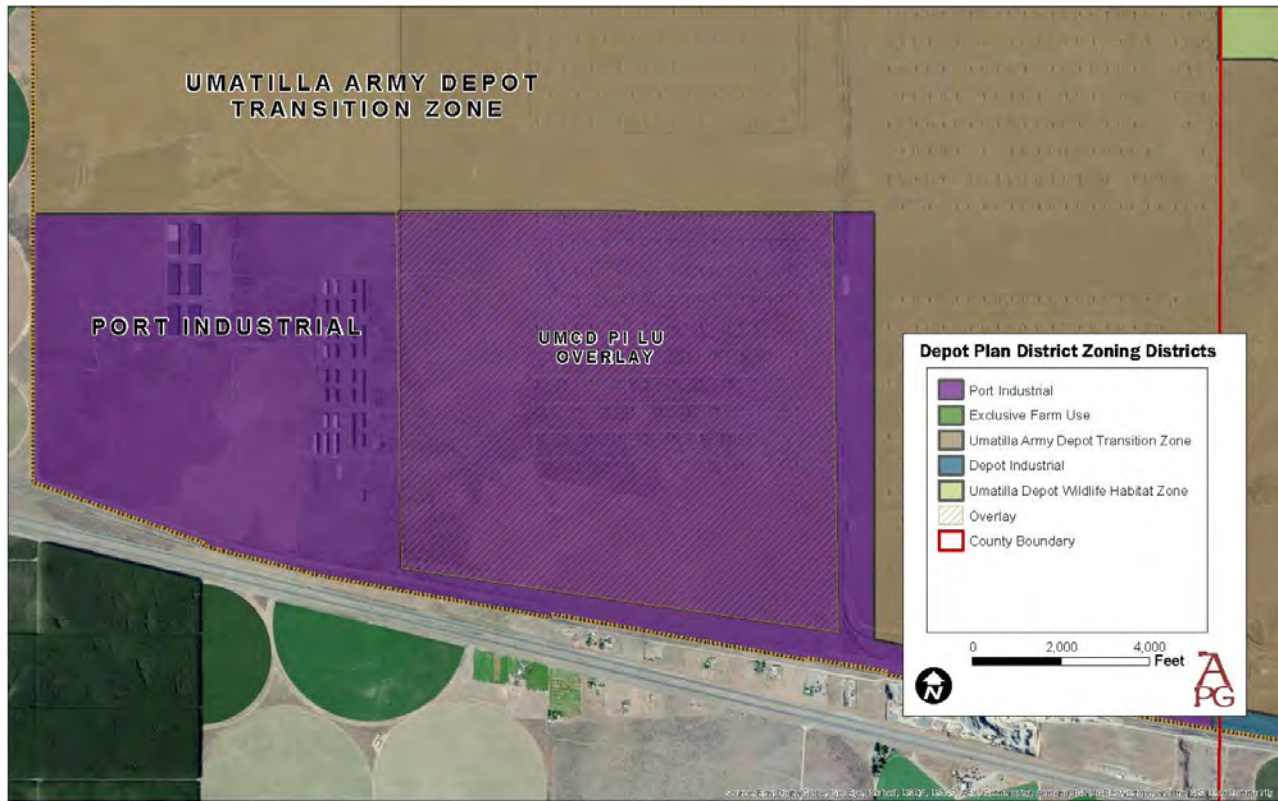 UMATILLA ARMY DEPOT
TRANSITION ZONE
PORT INDUSTRIAL
UMCD PI LU
OVERLAY
Depot Plan District Zoning Districts
Port Industrial
Exclusive Farm Use
Umatilla Army Depot Transition Zone
Depot Industrial
Umatilla Depot Wildlife Habitat Zone
Overlay
County Boundary
0 2,000 4,000
Feet
N
APG